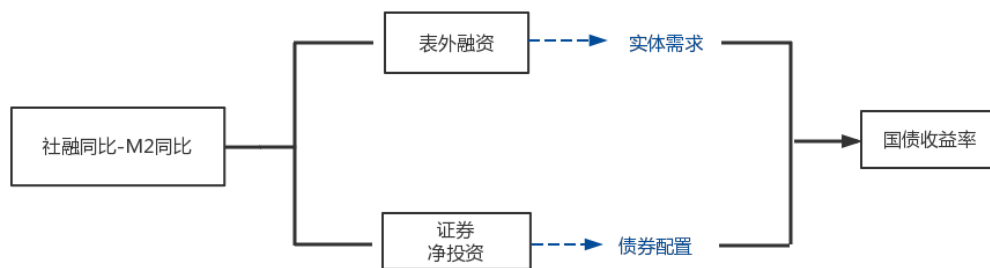 表外融资
实体需求
社融同比-M2同比
国债收益率
证券
净投资
债券配置